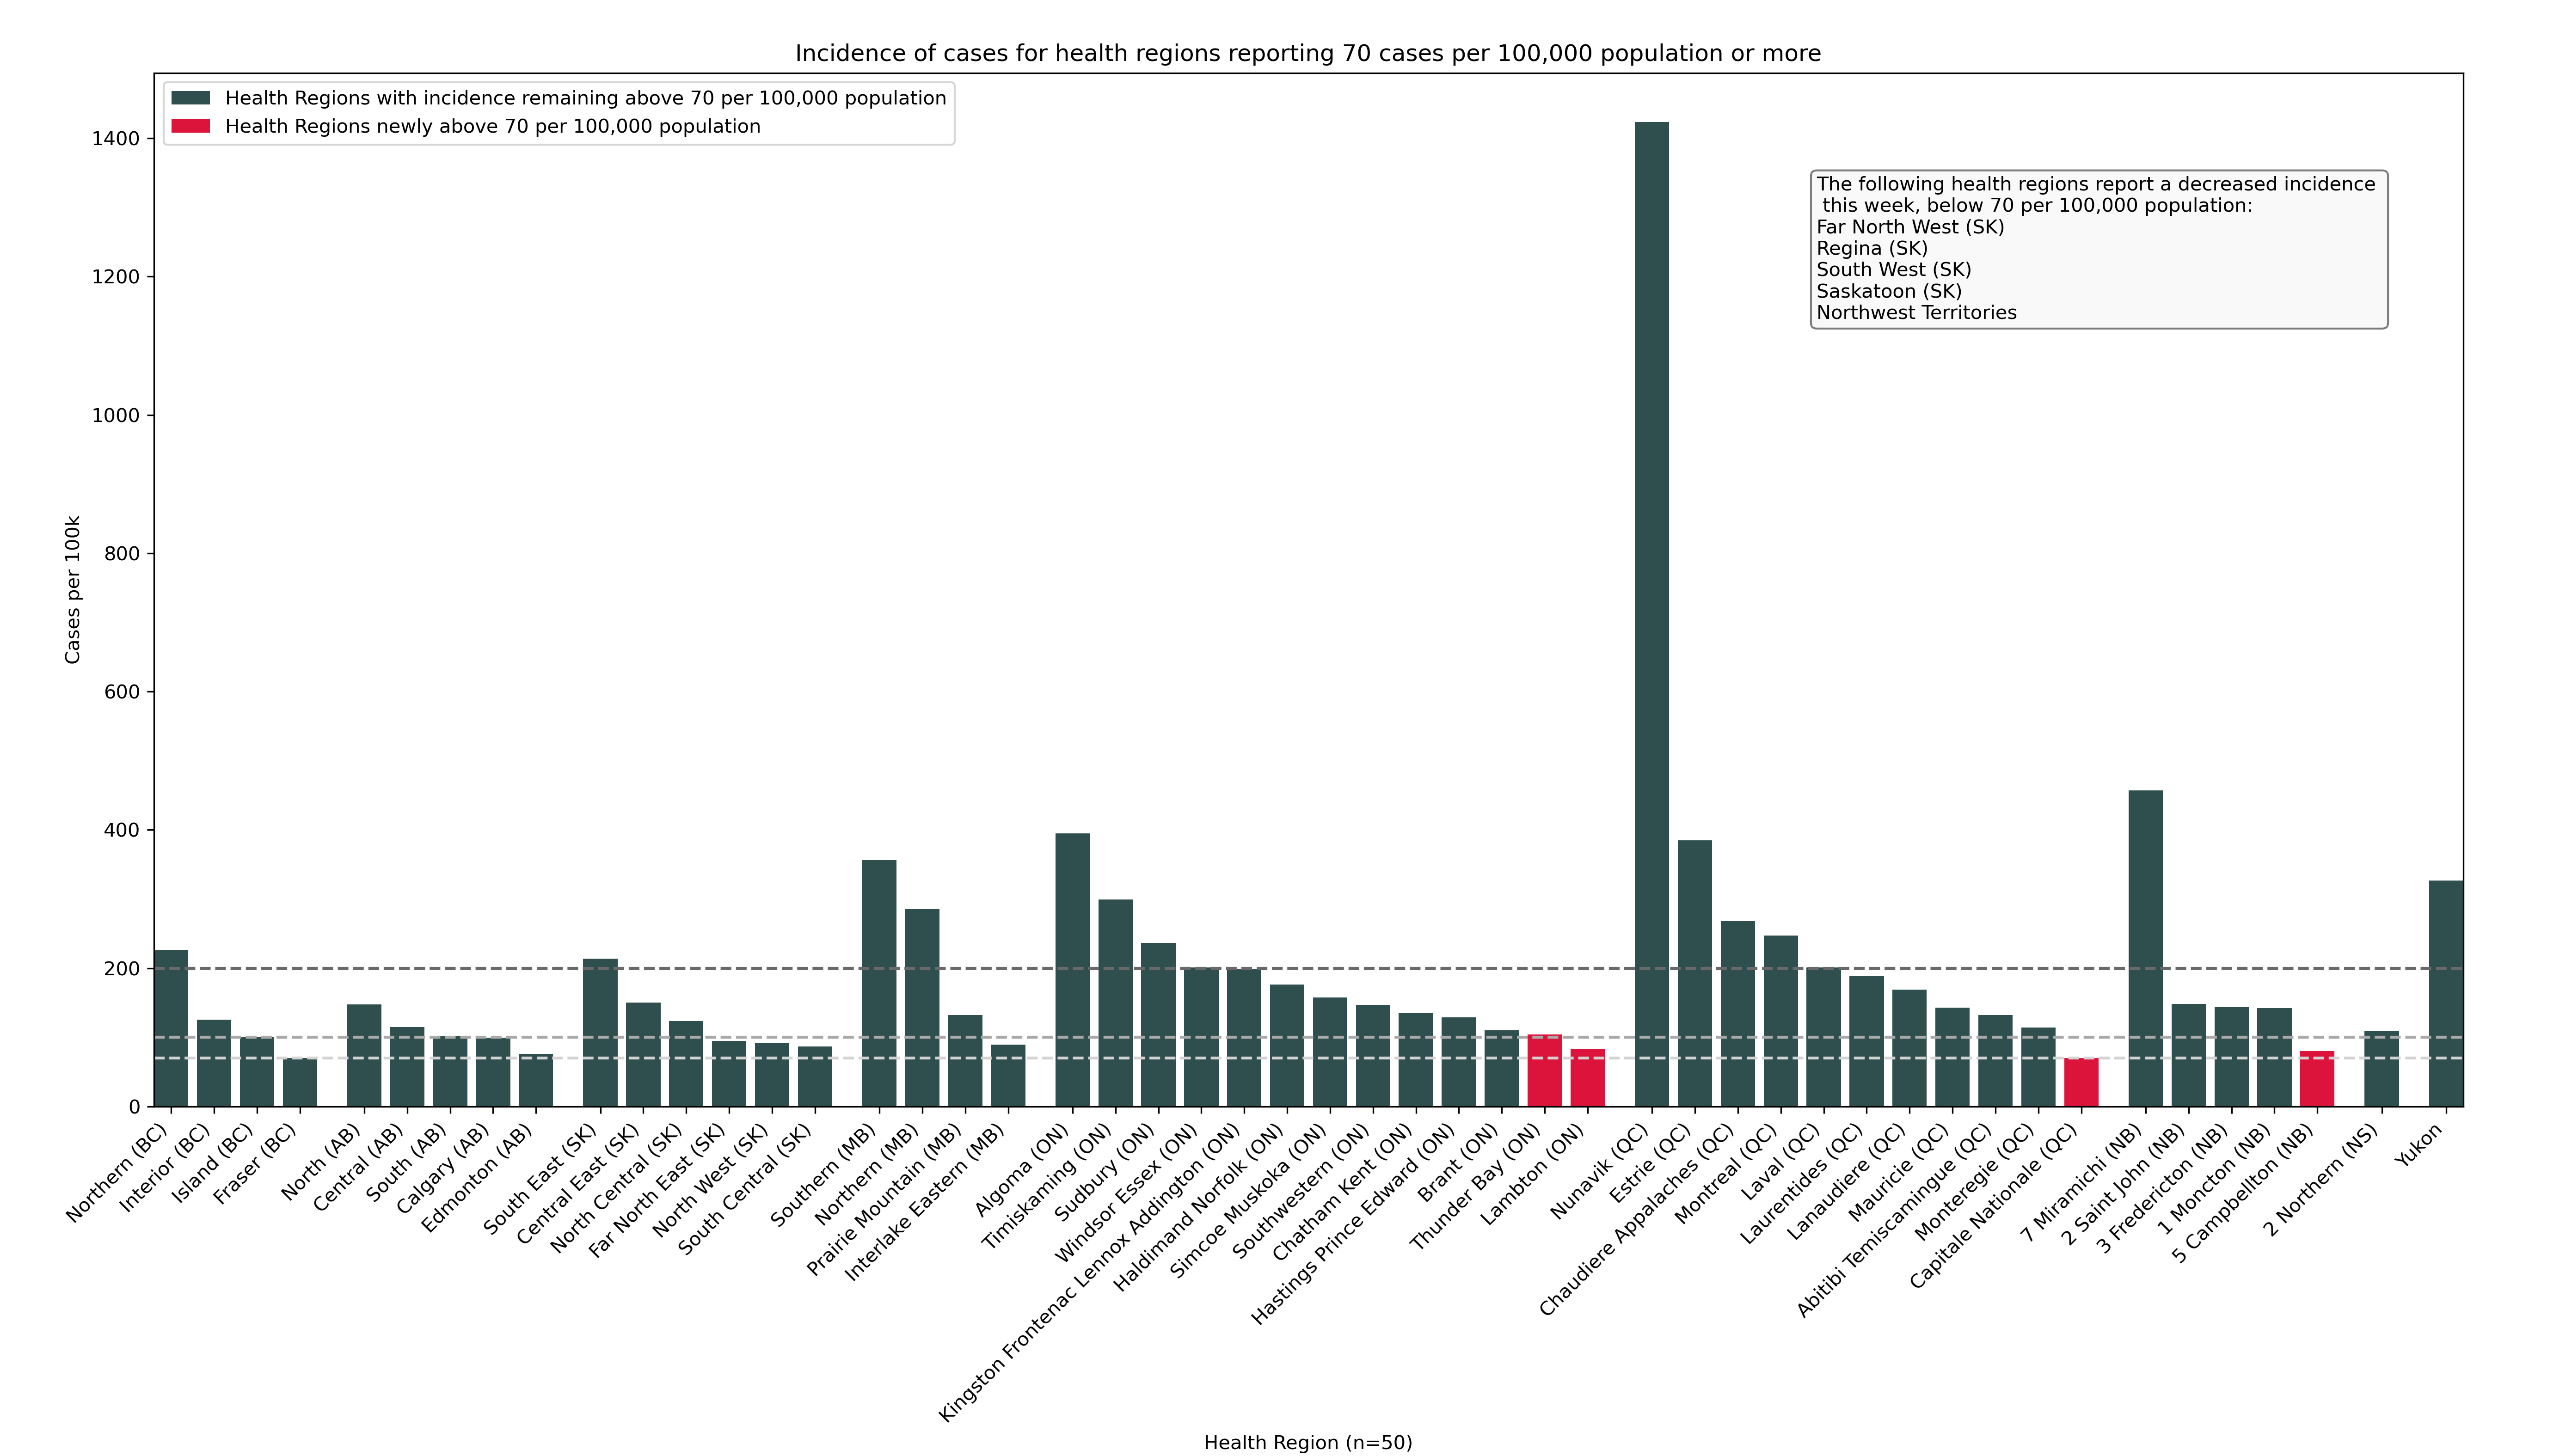 Incidence of cases for health regions reporting 70 cases per 100,000 population or more
Health Regions with incidence remaining above 70 per 100,000 population
Health Regions newly above 70 per 100,000 population
The following health regions report a decreased incidence
this week, below 70 per 100,000 population:
Far North West (SK)
Regina (SK)
South West (SK)
Saskatoon (SK)
Northwest Territories
Cases per 100k
1400
1200
1000
800
600
400
200
0
Northern (BC)
Interior (BC)
Island (BC)
Fraser (BC)
North (AB)
Central (AB)
South (AB)
Calgary (AB)
Edmonton (AB)
South East (SK)
Central East (SK)
North Central (SK)
Far North East (SK)
North West (SK)
South Central (SK)
Southern (MB)
Northern (MB)
Prairie Mountain (MB)
Interlake Eastern (MB)
Algoma (ON)
Timiskaming (ON)
Sudbury (ON)
Windsor Essex (ON)
Kingston Frontenac Lennox Addington (ON)
Haldimand Norfolk (ON)
Simcoe Muskoka (ON)
Southwestern (ON)
Chatham Kent (ON)
Hastings Prince Edward (ON)
Brant (ON)
Thunder Bay (ON)
Lambton (ON)
Nunavik (QC)
Estrie (QC)
Chaudiere Appalaches (QC)
Montreal (QC)
Laval (QC)
Laurentides (QC)
Lanaudiere (QC)
Mauricie (QC)
Abitibi Temiscamingue (QC)
Monteregie (QC)
Capitale Nationale (QC)
7 Miramichi (NB)
2 Saint John (NB)
3 Fredericton (NB)
1 Moncton (NB)
5 Campbellton (NB)
2 Northern (NS)
Yukon
Health Region (n=50)